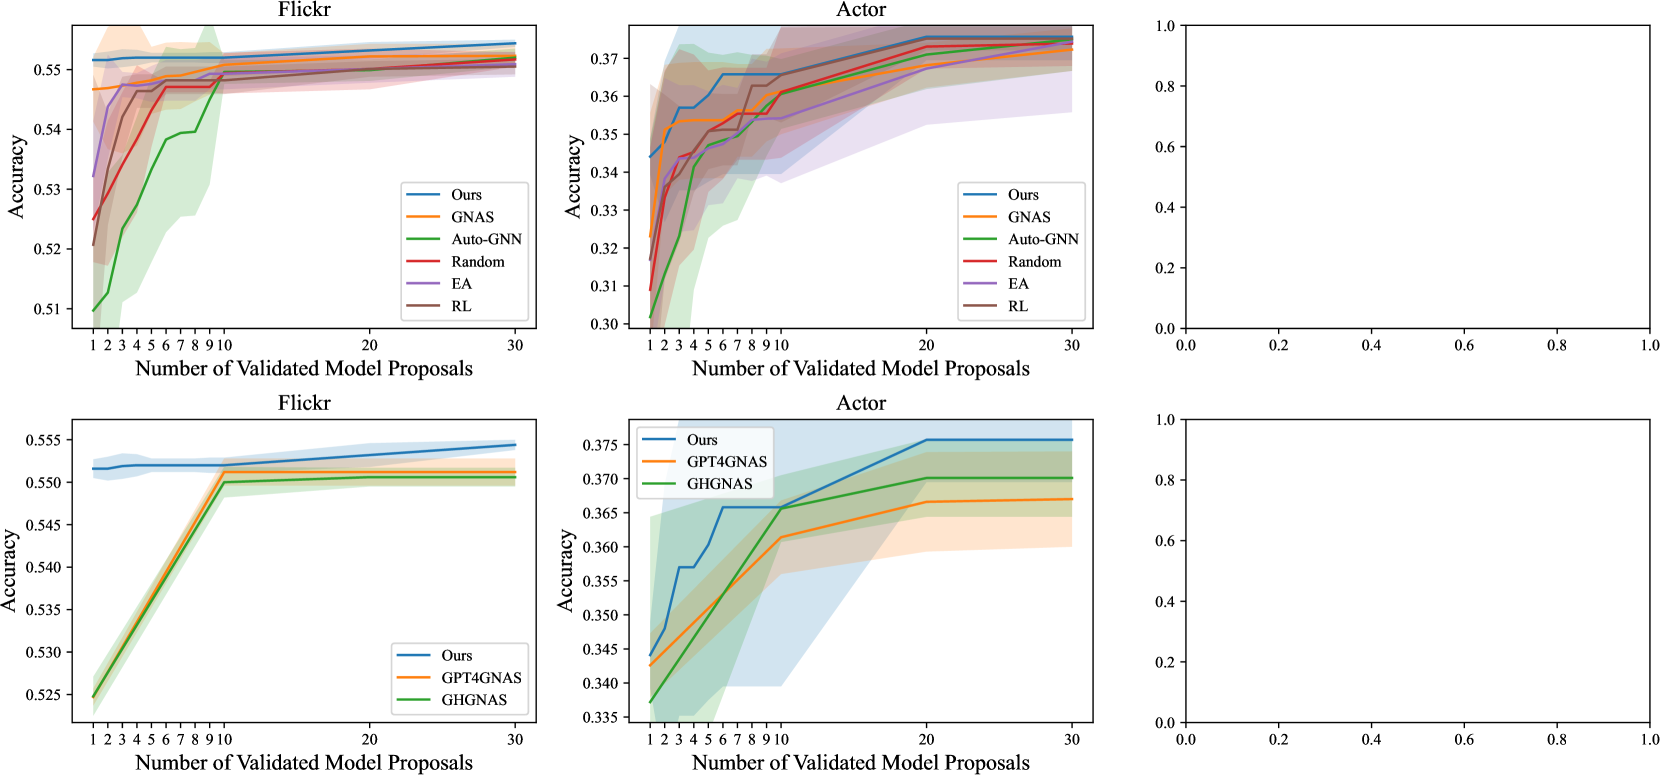 Flickr
0.55
0.54
0.53
0.52
0.51
Accuracy
Ours
GNAS
Auto-GNN
Random
EA
RL
1 2 3 4 5 6 7 8 9 10 20 30
Number of Validated Model Proposals
Actor
0.37
0.36
0.35
0.34
0.33
0.32
0.31
0.30
Accuracy
Ours
GNAS
Auto-GNN
Random
EA
RL
1 2 3 4 5 6 7 8 9 10 20 30
Number of Validated Model Proposals
1.0
0.8
0.6
0.4
0.2
0.0
0.0 0.2 0.4 0.6 0.8 1.0
Flickr
0.555
0.550
0.545
0.540
0.535
0.530
0.525
Accuracy
Ours
GPT4GNAS
GHGNAS
1 2 3 4 5 6 7 8 9 10 20 30
Number of Validated Model Proposals
Actor
0.375
0.370
0.365
0.360
0.355
0.350
0.345
0.340
0.335
Accuracy
Ours
GPT4GNAS
GHGNAS
1 2 3 4 5 6 7 8 9 10 20 30
Number of Validated Model Proposals
1.0
0.8
0.6
0.4
0.2
0.0
0.0 0.2 0.4 0.6 0.8 1.0